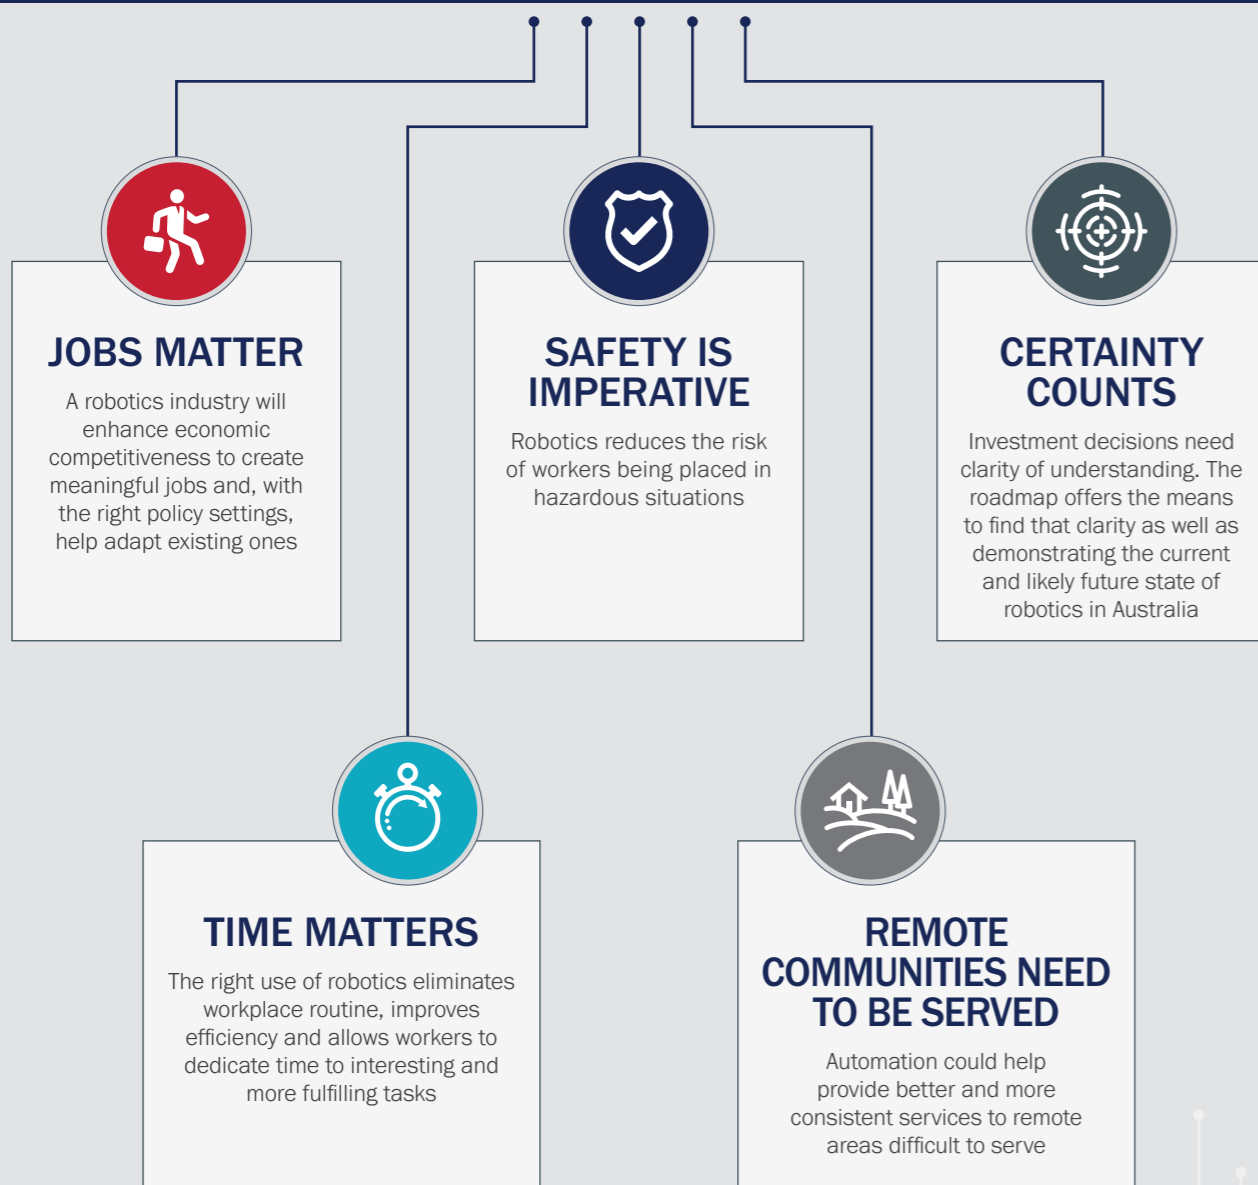 JOBS MATTER
A robotics industry will
enhance economic
competitiveness to create
meaningful jobs and, with
the right policy settings,
help adapt existing ones
SAFETY IS
IMPERATIVE
Robotics reduces the risk
of workers being placed in
hazardous situations
CERTAINTY
COUNTS
Investment decisions need
clarity of understanding. The
roadmap offers the means
to find that clarity as well as
demonstrating the current
and likely future state of
robotics in Australia
TIME MATTERS
The right use of robotics eliminates
workplace routine, improves
efficiency and allows workers to
dedicate time to interesting and
more fulfilling tasks
REMOTE
COMMUNITIES NEED
TO BE SERVED
Automation could help
provide better and more
consistent services to remote
areas difficult to serve